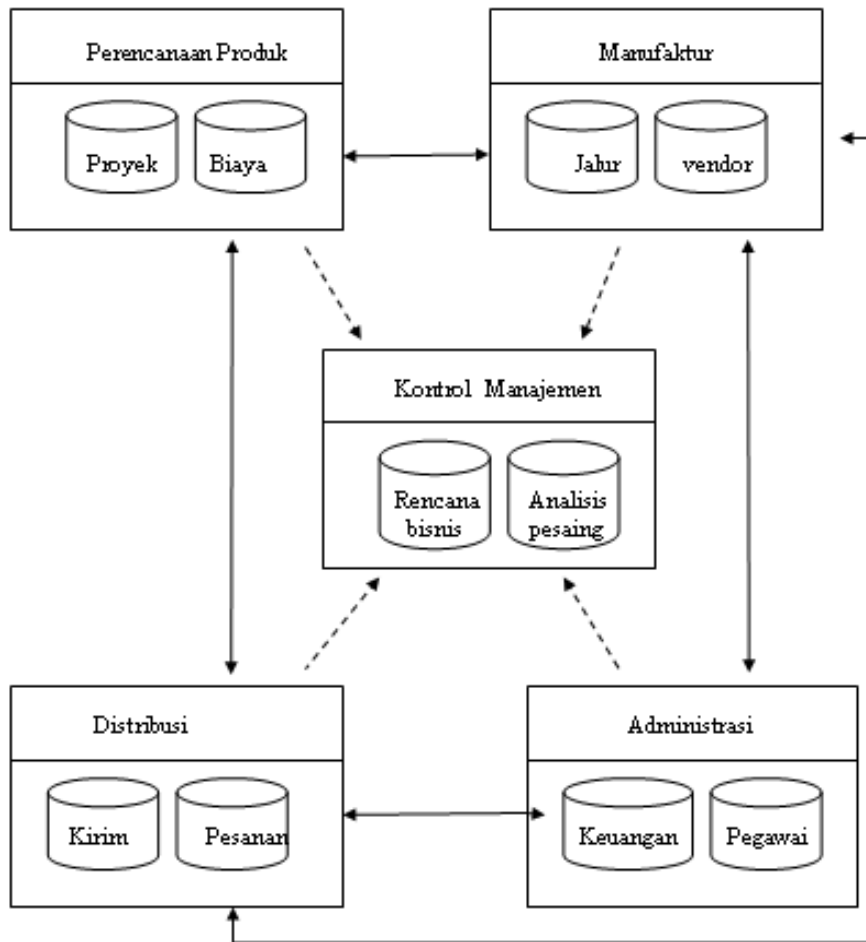 Perencanaan Produk
Manufaktur
Proyek
Biaya
Jalur
vendor
Kontrol Manajemen
Rencana
bisnis
Analisis
pesaing
Distribusi
Administrasi
Kirim
Pesanan
Keuangan
Pegawai